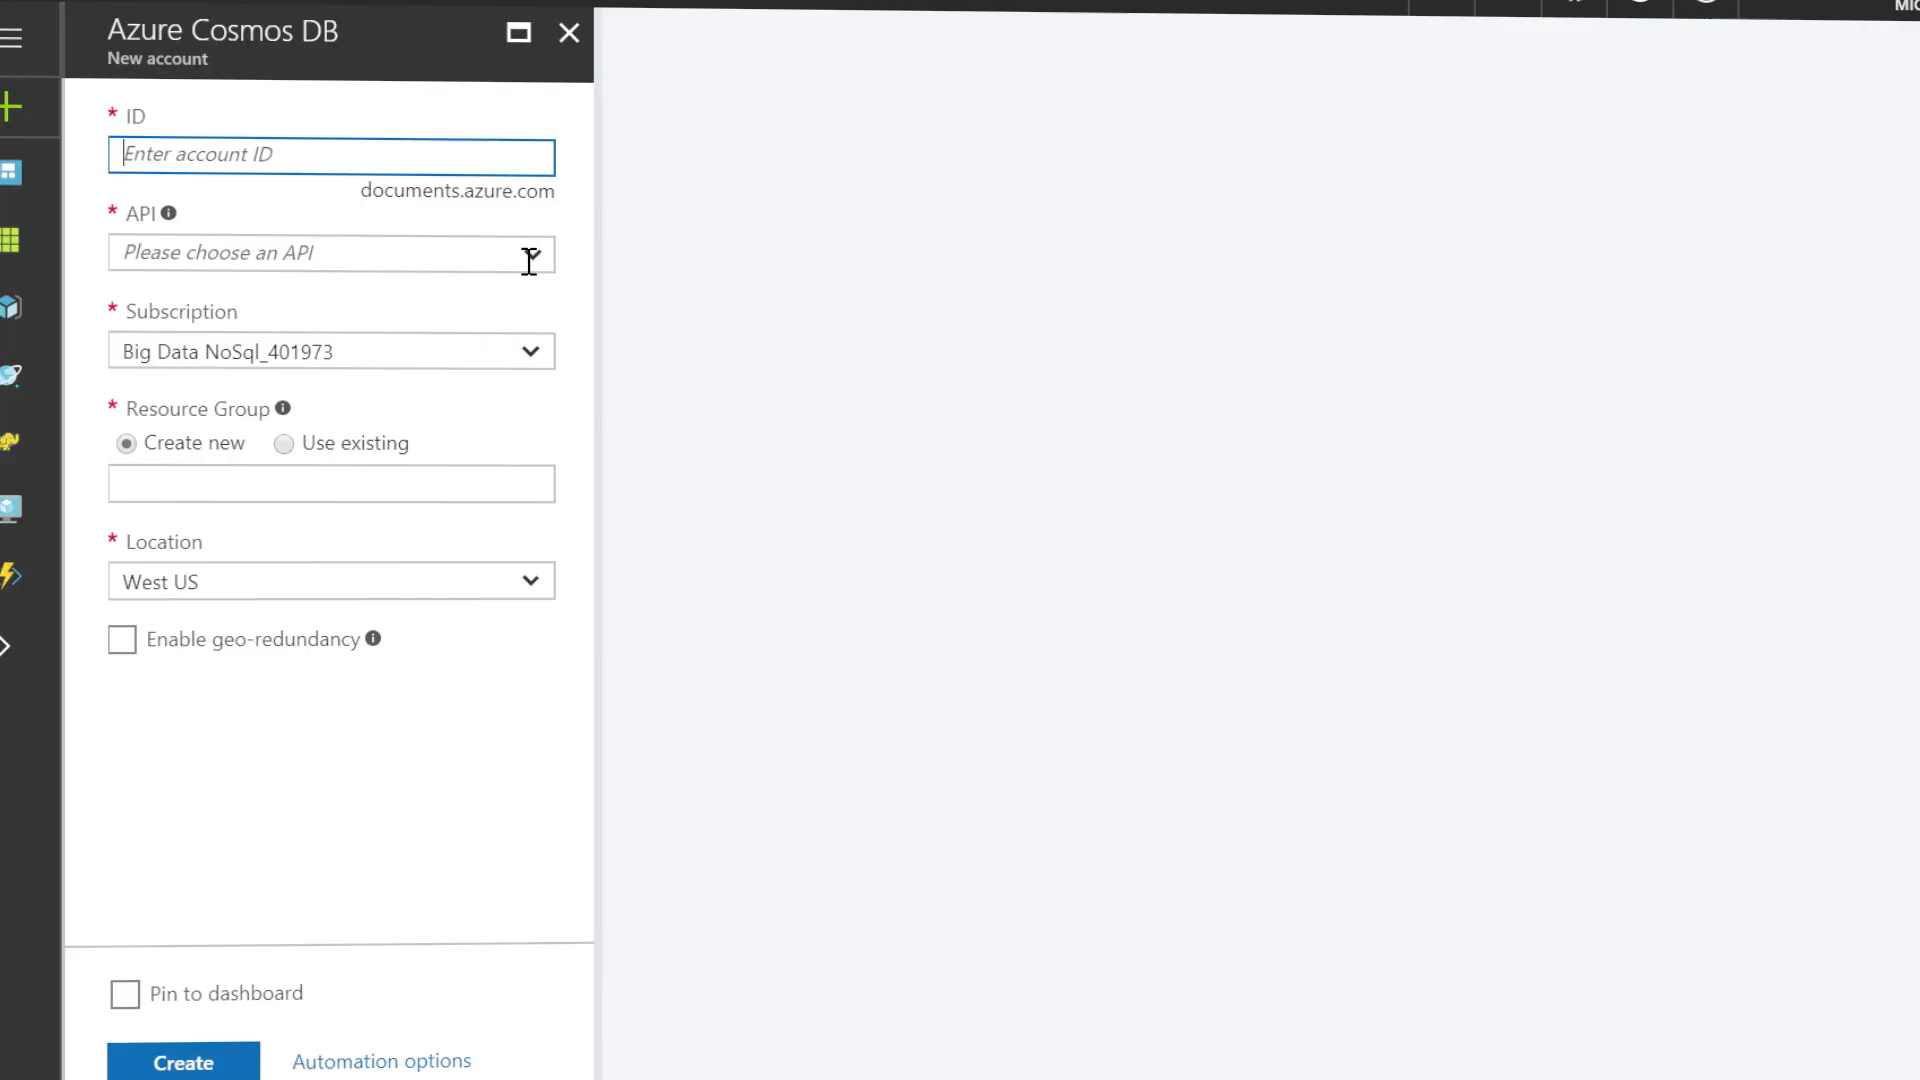 Azure Cosmos DB
New account
* ID
Enter account ID
documents.azure.com
* API
Please choose an API
* Subscription
Big Data NoSql_401973
* Resource Group
Create new Use existing
* Location
West US
Enable geo-redundancy
Pin to dashboard
Create Automation options